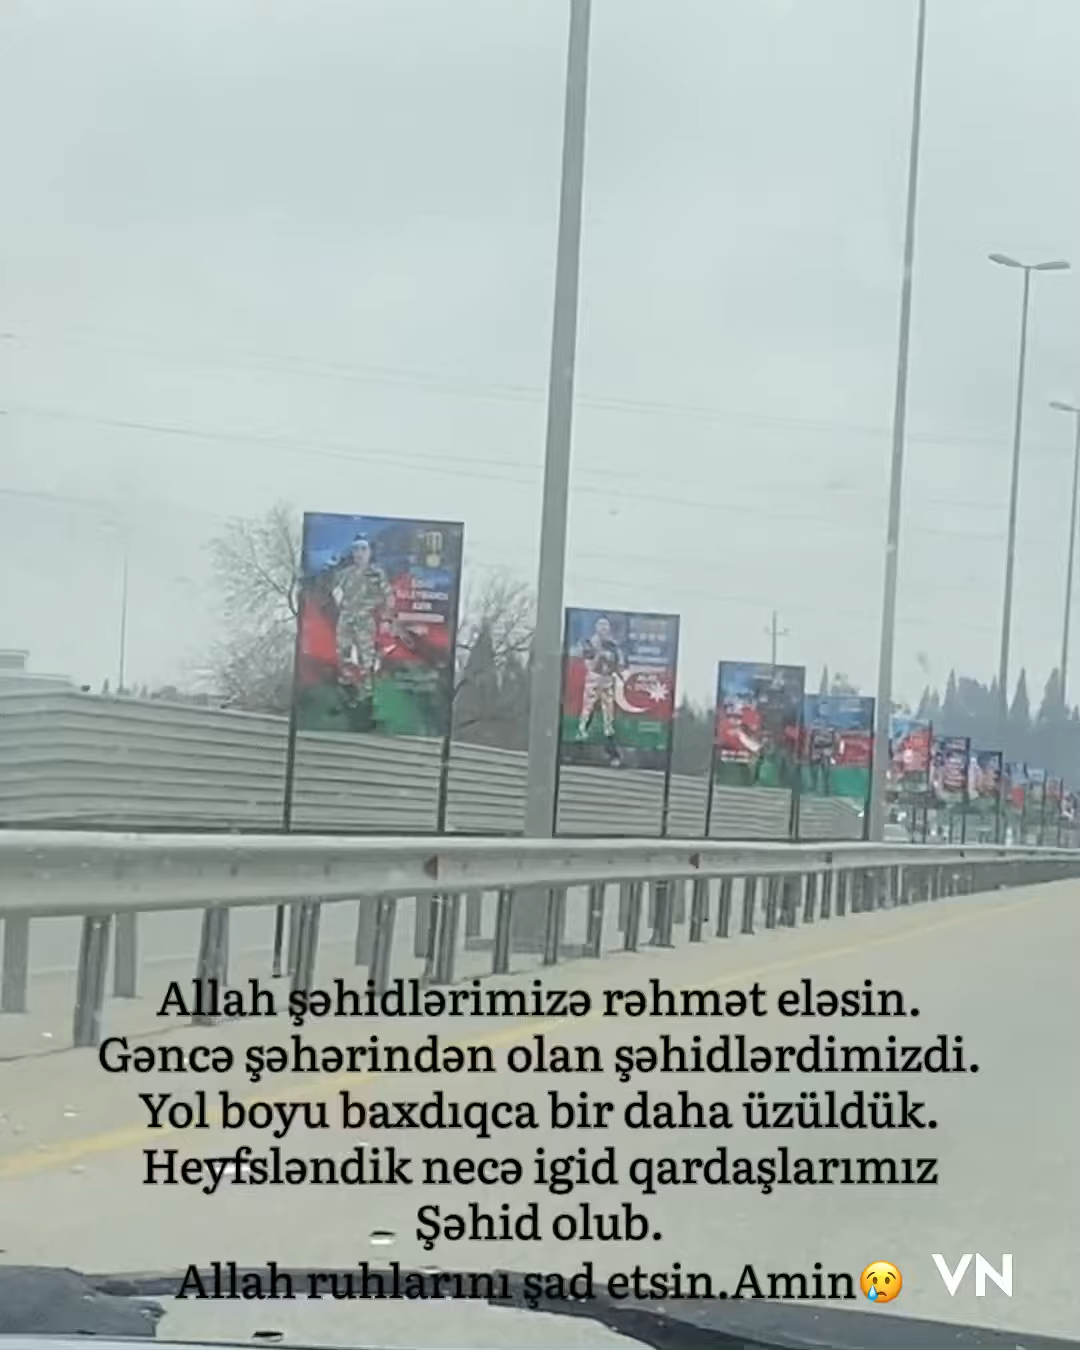 Allah şəhidlərimizə rəhmət eləsin.
Gəncə şəhərindən olan şəhidlərdimizdi.
Yol boyu baxdıqca bir daha üzüldük.
Heyfsləndik necə igid qardaşlarımız
Şəhid olub.
Allah ruhlarını şad etsin.Amin😢
VN